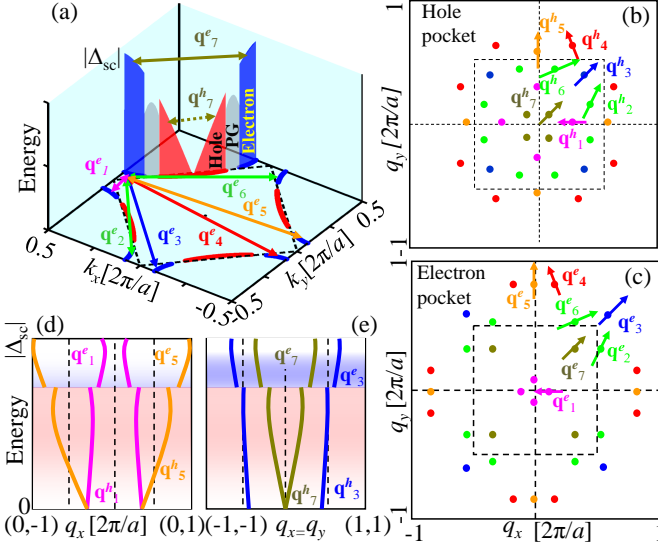 (a)
|Δsc|
q^e_7
q^h_7
Hole
PG
Electron
Energy
q^e_1
q^e_2
q^e_3
q^e_4
q^e_5
q^e_6
0.5
k_x[2π/a]
-0.5
-0.5
k_y[2π/a]
0.5
1
Hole
pocket
(b)
q^h_5
q^h_4
q^h_3
q^h_6
q^h_2
q^h_7
q^h_1
q_y [2π/a]
-1
1
Electron
pocket
(c)
q^e_5
q^e_4
q^e_6
q^e_3
q^e_2
q^e_7
q^e_1
q_y [2π/a]
-1
-1
q_x [2π/a]
1
(d)
|Δsc|
q^e_1
q^e_5
Energy
q^h_1
q^h_5
0
(0,-1) q_x [2π/a] (0,1)
(e)
q^e_7
q^e_3
q^h_7
q^h_3
(-1,-1) q_x=q_y (1,1)